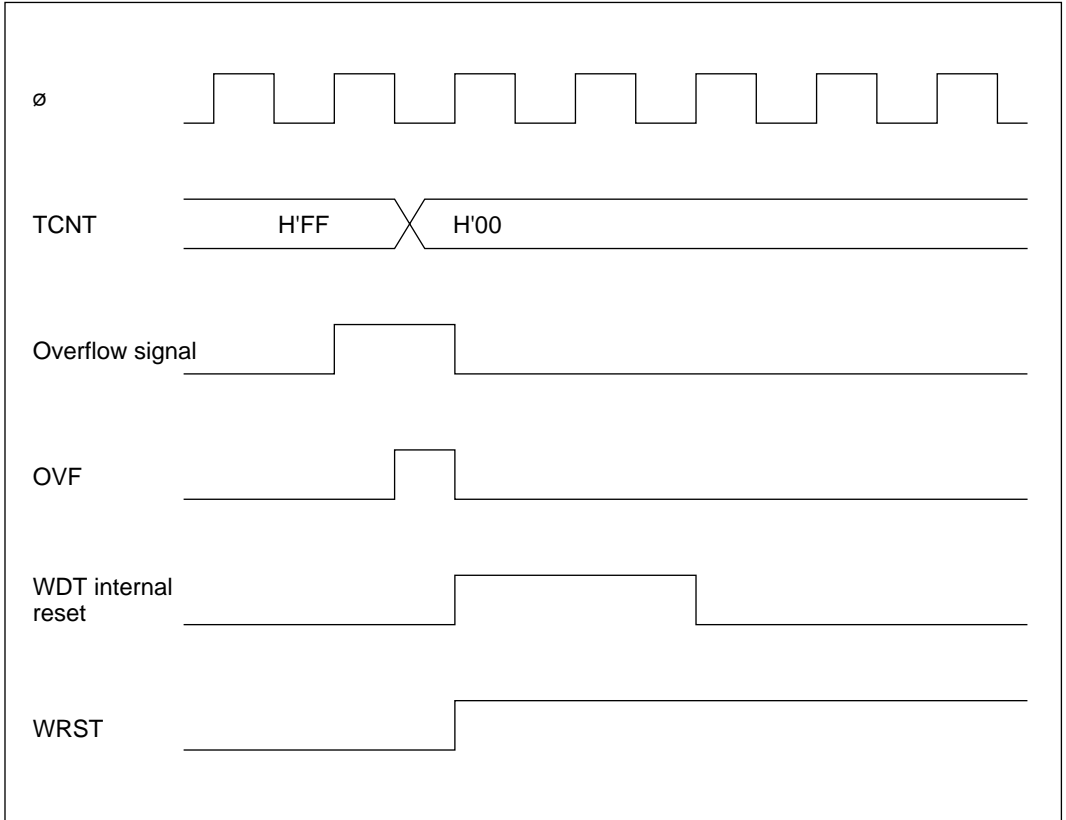 ø
TCNT H'FF H'00
Overflow signal
OVF
WDT internal
reset
WRST